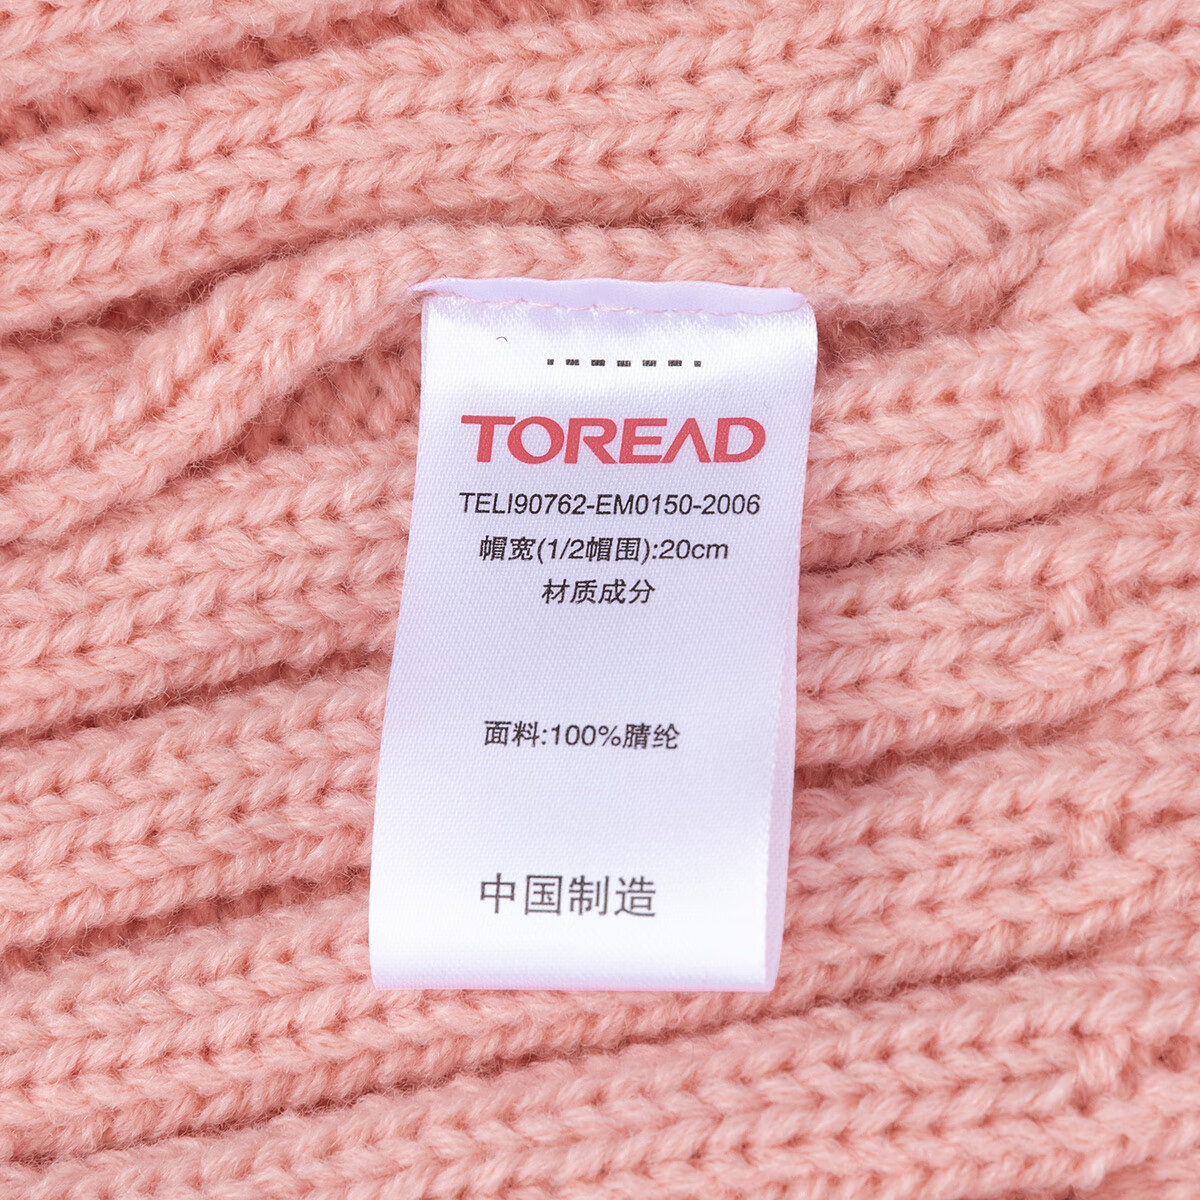 TOREAD
TELI90762-EM0150-2006
帽宽(1/2帽围):20cm
材质成分
面料:100%腈纶
中国制造